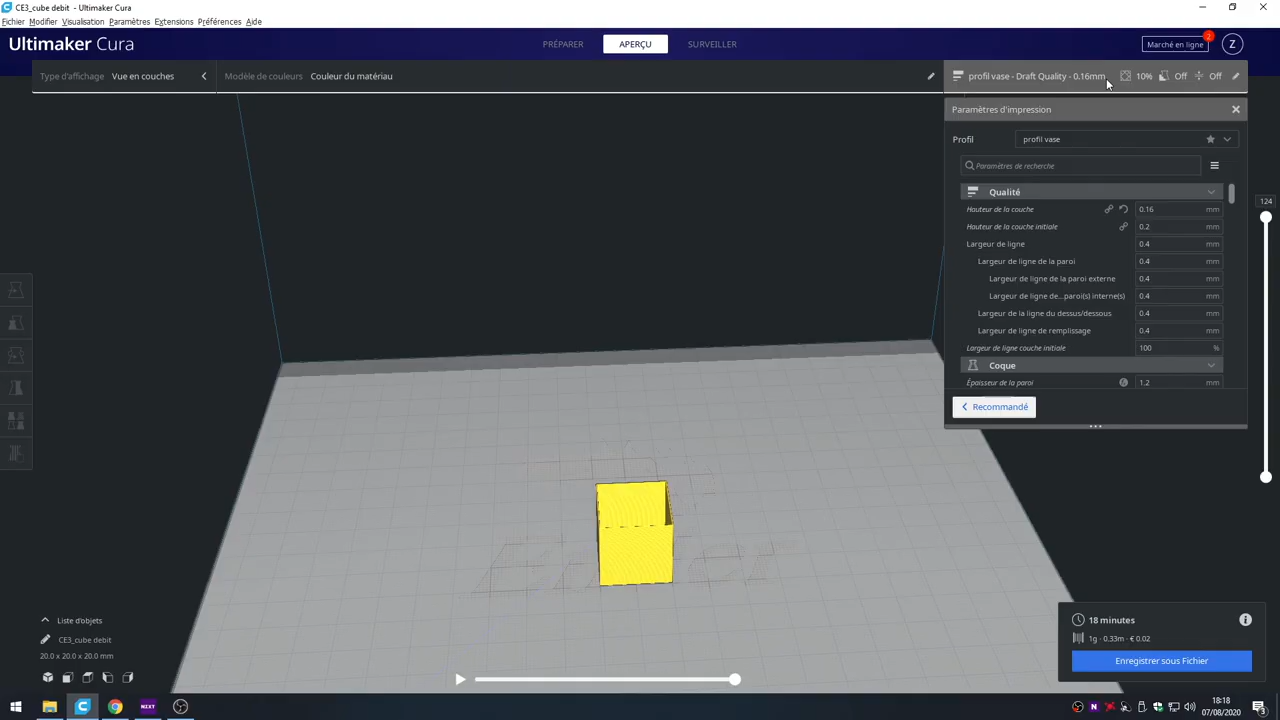 CE3_cube debit - Ultimaker Cura
Fichier Modifier Visualisation Paramètres Extensions Préférences Aide
Ultimaker Cura
PRÉPARER APERÇU SURVEILLER
Marché en ligne 2 Z
Type d'affichage Vue en couches Modèle de couleurs Couleur du matériau
profil vase - Draft Quality - 0.16mm 10% Off Off
Paramètres d'impression
Profil profil vase
Paramètres de recherche
Qualité
Hauteur de la couche 0.16 mm
Hauteur de la couche initiale 0.2 mm
Largeur de ligne 0.4 mm
Largeur de ligne de la paroi 0.4 mm
Largeur de ligne de la paroi externe 0.4 mm
Largeur de ligne de...paroi(s) interne(s) 0.4 mm
Largeur de la ligne du dessus/dessous 0.4 mm
Largeur de ligne de remplissage 0.4 mm
Largeur de ligne couche initiale 100 %
Coque
Épaisseur de la paroi 1.2 mm
Recommandé
124
Liste d'objets
CE3_cube debit
20.0 x 20.0 x 20.0 mm
18 minutes
1g · 0.33m · € 0.02
Enregistrer sous Fichier
NZXT
18:18
07/08/2020